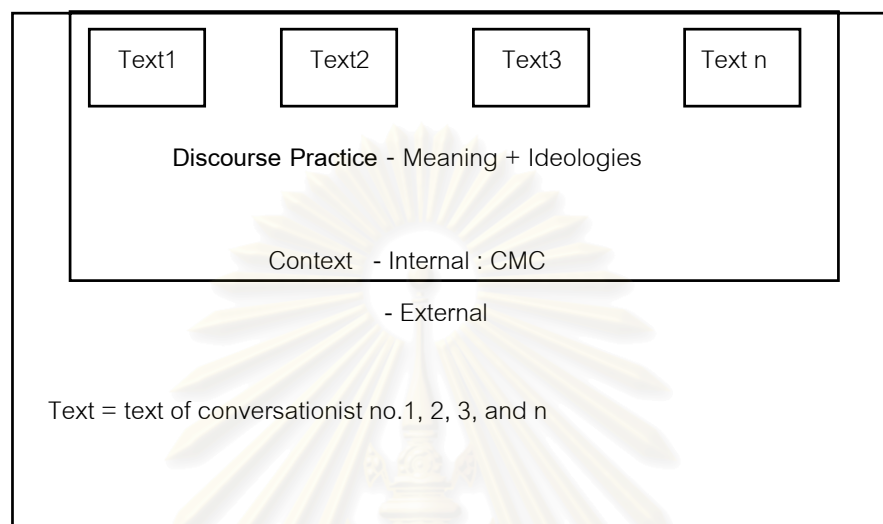 Text1 Text2 Text3 Text n
Discourse Practice - Meaning + Ideologies
Context - Internal : CMC
- External
Text = text of conversationist no.1, 2, 3, and n